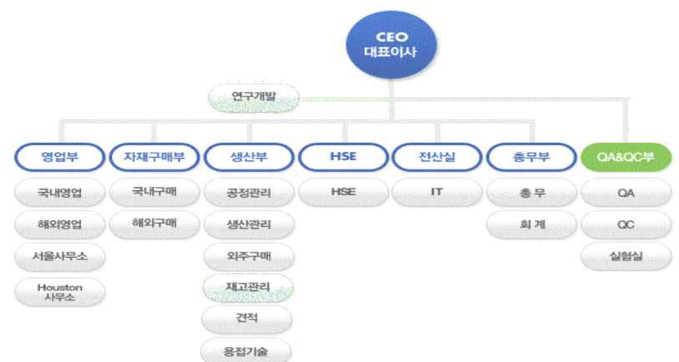 CEO
대표이사
연구개발
영업부
자재구매부
생산부
HSE
전산실
총무부
QA&QC부
국내영업
국내구매
공정관리
HSE
IT
총 무
QA
해외영업
해외구매
생산관리
회 계
QC
서울사무소
외주구매
실험실
Houston
사무소
재고관리
견적
용접기술